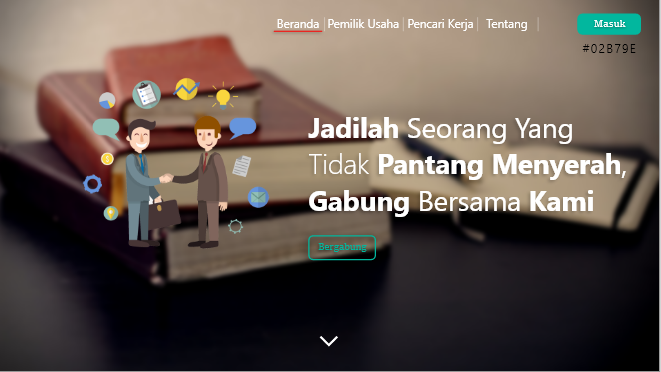 Beranda Pemilik Usaha Pencari Kerja Tentang Masuk
#02B79E
Jadilah Seorang Yang
Tidak Pantang Menyerah,
Gabung Bersama Kami
Bergabung